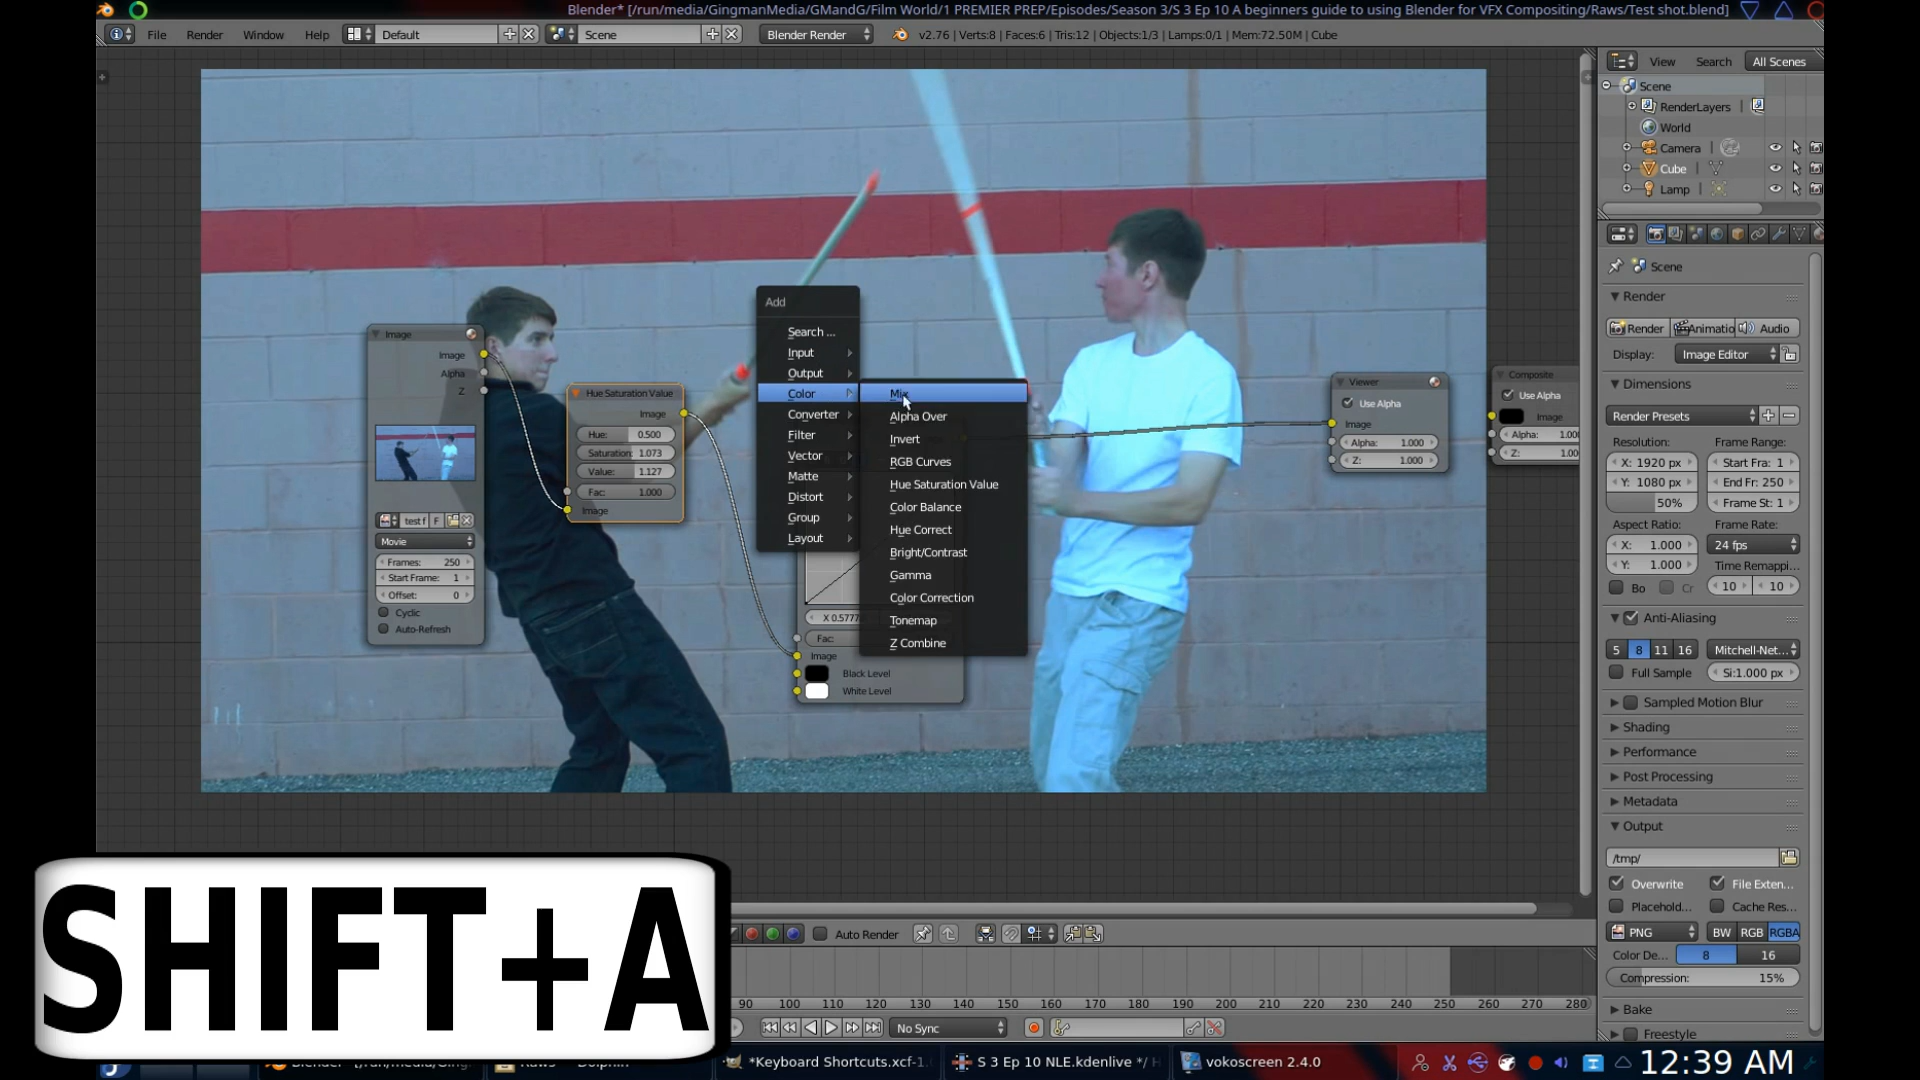 Blender* [/run/media/GingmanMedia/GMandG/Film World/1 PREMIER PREP/Episodes/Season 3/S 3 Ep 10 A beginners guide to using Blender for VFX Compositing/Raws/Test shot.blend]
File Render Window Help Default Scene Blender Render v2.76 | Verts:8 | Faces:6 | Tris:12 | Objects:1/3 | Lamps:0/1 | Mem:72.50M | Cube
View Search All Scenes
Scene
RenderLayers
World
Camera
Cube
Lamp
Scene
Render
Render Animatio Audio
Display: Image Editor
Dimensions
Render Presets
Resolution: Frame Range:
X: 1920 px Start Fra: 1
Y: 1080 px End Fr: 250
50% Frame St: 1
Aspect Ratio: Frame Rate:
X: 1.000 24 fps
Y: 1.000 Time Remappi...
Bo Cr 10 10
Anti-Aliasing
5 8 11 16 Mitchell-Net...
Full Sample Si:1.000 px
Sampled Motion Blur
Shading
Performance
Post Processing
Metadata
Output
/tmp/
Overwrite File Exten...
Placehold... Cache Res...
PNG BW RGB RGBA
Color De... 8 16
Compression: 15%
Bake
Freestyle
Image
Image
Alpha
Z
test f F
Movie
Frames: 250
Start Frame: 1
Offset: 0
Cyclic
Auto-Refresh
Hue Saturation Value
Image
Hue: 0.500
Saturation: 1.073
Value: 1.127
Fac: 1.000
Image
Add
Search ...
Input
Output
Color
Converter
Filter
Vector
Matte
Distort
Group
Layout
Alpha Over
Invert
RGB Curves
Hue Saturation Value
Color Balance
Hue Correct
Bright/Contrast
Gamma
Color Correction
Tonemap
Z Combine
X 0.5777
Fac:
Image
Black Level
White Level
Viewer
Use Alpha
Image
Alpha: 1.000
Z: 1.000
Composite
Use Alpha
Image
Alpha: 1.000
Z: 1.000
SHIFT+A
Auto Render
90 100 110 120 130 140 150 160 170 180 190 200 210 220 230 240 250 260 270 280
No Sync
*Keyboard Shortcuts.xcf-1. S 3 Ep 10 NLE.kdenlive */ H vokoscreen 2.4.0 12:39 AM